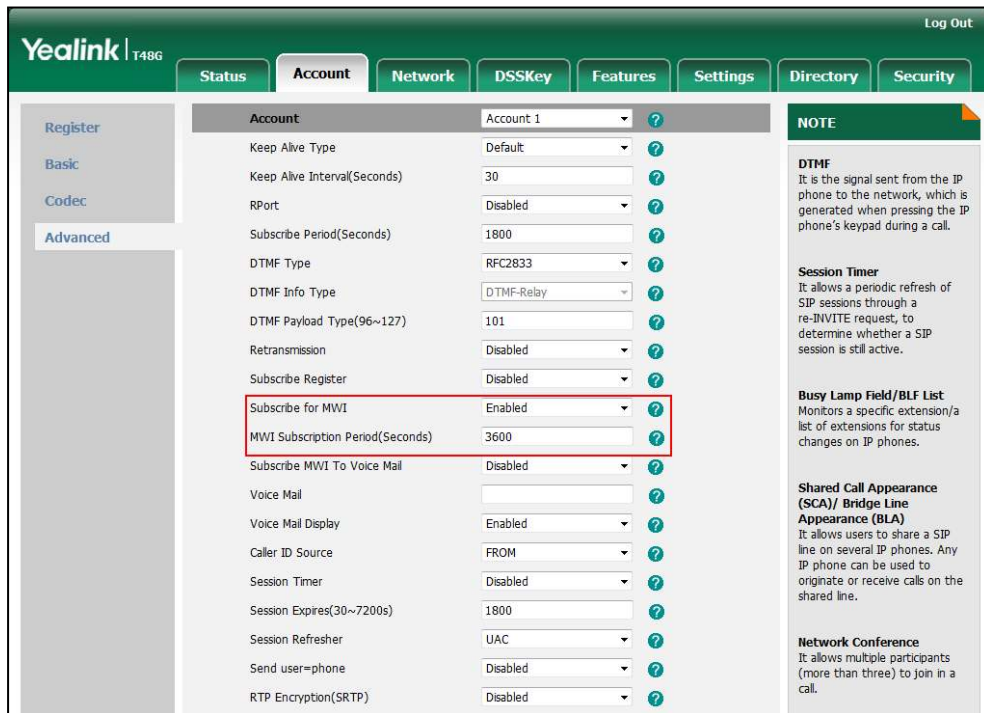 Log Out
Yealink | T48G
Status
Account
Network
DSSKey
Features
Settings
Directory
Security
Register
Basic
Codec
Advanced
Account Account 1
Keep Alive Type Default
Keep Alive Interval(Seconds) 30
RPort Disabled
Subscribe Period(Seconds) 1800
DTMF Type RFC2833
DTMF Info Type DTMF-Relay
DTMF Payload Type(96~127) 101
Retransmission Disabled
Subscribe Register Disabled
Subscribe for MWI Enabled
MWI Subscription Period(Seconds) 3600
Subscribe MWI To Voice Mail Disabled
Voice Mail
Voice Mail Display Enabled
Caller ID Source FROM
Session Timer Disabled
Session Expires(30~7200s) 1800
Session Refresher UAC
Send user=phone Disabled
RTP Encryption(SRTP) Disabled
NOTE
DTMF
It is the signal sent from the IP
phone to the network, which is
generated when pressing the IP
phone's keypad during a call.
Session Timer
It allows a periodic refresh of
SIP sessions through a
re-INVITE request, to
determine whether a SIP
session is still active.
Busy Lamp Field/BLF List
Monitors a specific extension/a
list of extensions for status
changes on IP phones.
Shared Call Appearance
(SCA)/ Bridge Line
Appearance (BLA)
It allows users to share a SIP
line on several IP phones. Any
IP phone can be used to
originate or receive calls on the
shared line.
Network Conference
It allows multiple participants
(more than three) to join in a
call.